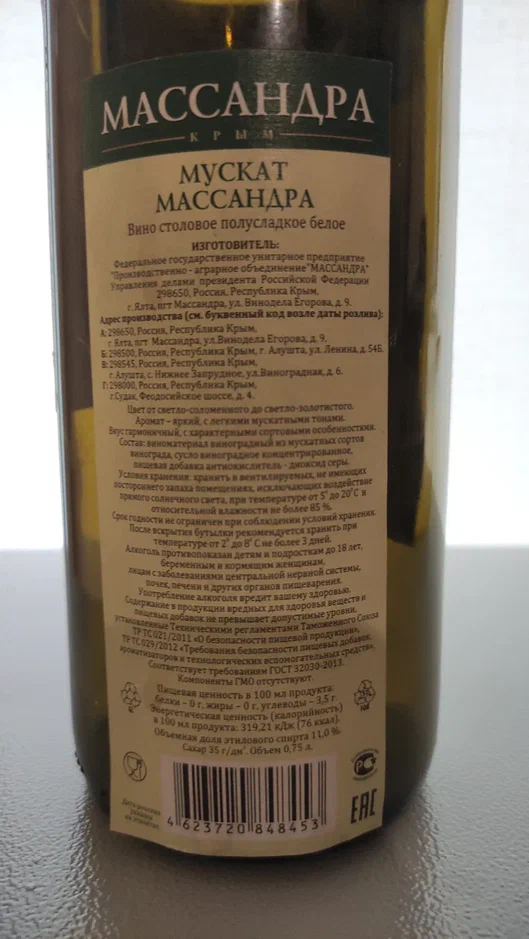 МАССАНДРА
КРЫМ
МУСКАТ
МАССАНДРА
Вино столовое полусладкое белое
ИЗГОТОВИТЕЛЬ:
Федеральное государственное унитарное предприятие
"Производственно - аграрное объединение "МАССАНДРА"
Управления делами президента Российской Федерации
298650, Россия, Республика Крым,
г. Ялта, пгт Массандра, ул. Винодела Егорова, д. 9.
Адрес производства (см. буквенный код возле даты розлива):
А: 298650, Россия, Республика Крым,
г. Ялта, пгт Массандра, ул.Винодела Егорова, д. 9.
Б: 298500, Россия, Республика Крым, г. Алушта, ул. Ленина, д. 54Б.
В: 298545, Россия, Республика Крым,
г. Алушта, с. Нижнее Запрудное, ул.Виноградная, д. 6.
Г: 298000, Россия, Республика Крым,
г.Судак, Феодосийское шоссе, д. 4.
Цвет от светло-соломенного до светло-золотистого.
Аромат – яркий, с легкими мускатными тонами.
Вкус гармоничный, с характерными сортовыми особенностями.
Состав: виноматериал виноградный из мускатных сортов
винограда, сусло виноградное концентрированное,
пищевая добавка антиокислитель - диоксид серы.
Условия хранения: хранить в вентилируемых, не имеющих
постороннего запаха помещениях, исключающих воздействие
прямого солнечного света, при температуре от 5° до 20°С и
относительной влажности не более 85 %.
Срок годности не ограничен при соблюдении условий хранения.
После вскрытия бутылки рекомендуется хранить при
температуре от 2° до 8° С не более 3 дней.
Алкоголь противопоказан детям и подросткам до 18 лет,
беременным и кормящим женщинам,
лицам с заболеваниями центральной нервной системы,
почек, печени и других органов пищеварения.
Употребление алкоголя вредит вашему здоровью.
Содержание в продукции вредных для здоровья веществ и
пищевых добавок не превышает допустимые уровни,
установленные Техническими регламентами Таможенного Союза
ТР ТС 021/2011 «О безопасности пищевой продукции»,
ТР ТС 029/2012 «Требования безопасности пищевых добавок,
ароматизаторов и технологических вспомогательных средств».
Соответствует требованиям ГОСТ 32030-2013.
Компоненты ГМО отсутствуют.
Пищевая ценность в 100 мл продукта:
белки – 0 г, жиры – 0 г, углеводы – 3,5 г.
Энергетическая ценность (калорийность)
в 100 мл продукта: 319,21 кДж (76 ккал).
Объемная доля этилового спирта 11,0 %.
Сахар 35 г/дм³. Объем 0,75 л.
Дата розлива
указана
на этикетке
4 623720 848453
ЕАС